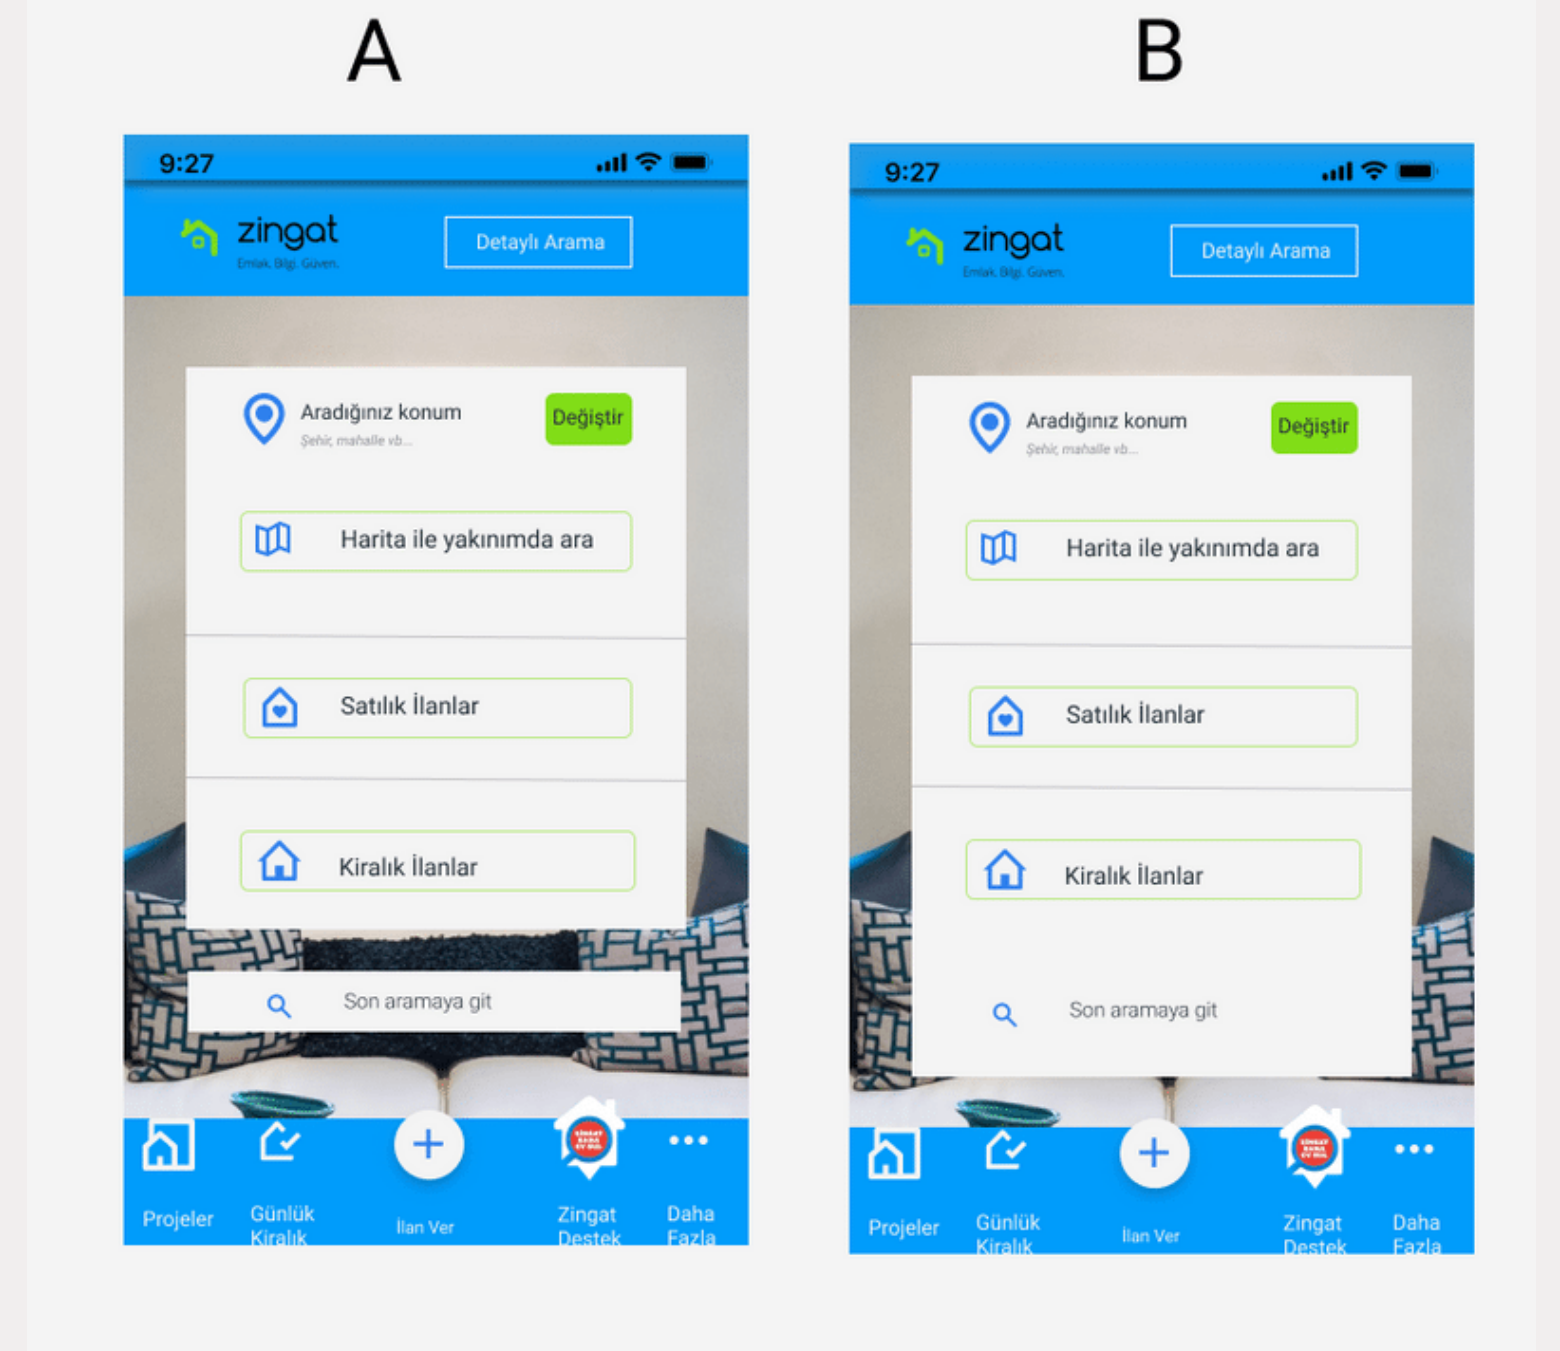 A
B
9:27
zingat
Emlak. Bilgi. Güven.
Detaylı Arama
Aradığınız konum
Şehir, mahalle vb...
Değiştir
Harita ile yakınımda ara
Satılık İlanlar
Kiralık İlanlar
Son aramaya git
Projeler
Günlük
Kiralık
İlan Ver
Zingat
Destek
Daha
Fazla
9:27
zingat
Emlak. Bilgi. Güven.
Detaylı Arama
Aradığınız konum
Şehir, mahalle vb...
Değiştir
Harita ile yakınımda ara
Satılık İlanlar
Kiralık İlanlar
Son aramaya git
Projeler
Günlük
Kiralık
İlan Ver
Zingat
Destek
Daha
Fazla